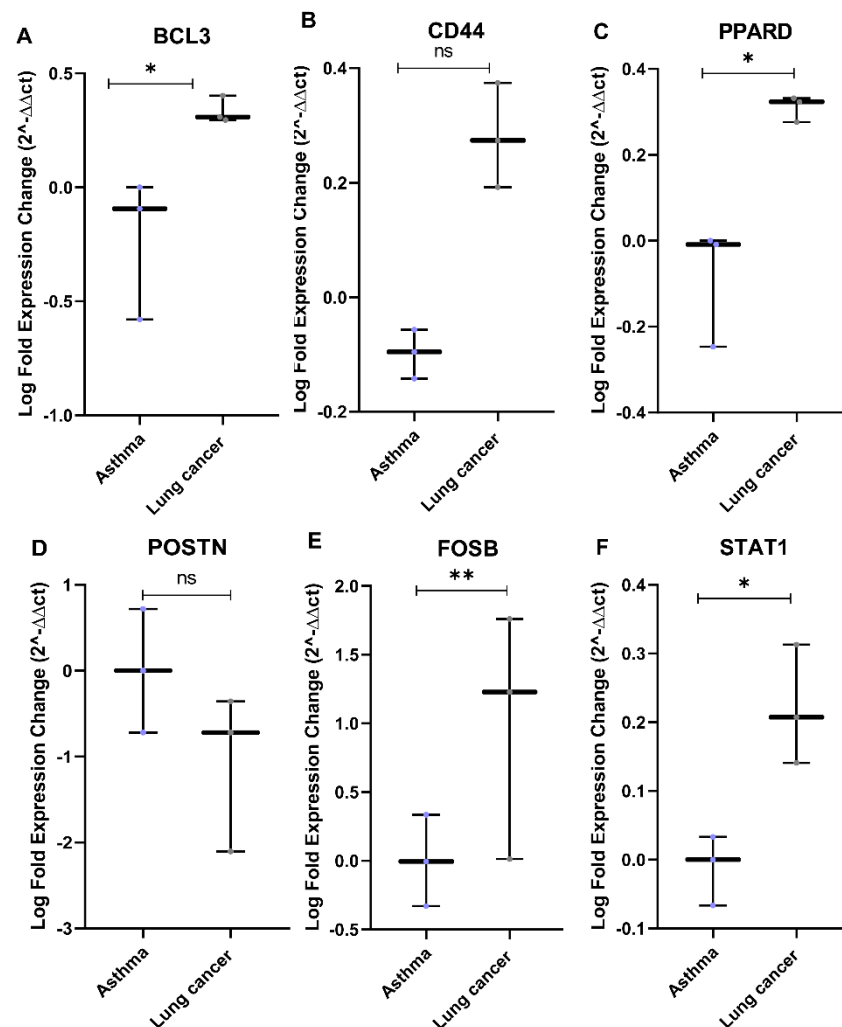 A
BCL3
*
Log Fold Expression Change (2^-ΔΔct)
0.5
0.0
-0.5
-1.0
Asthma
Lung cancer
B
CD44
ns
Log Fold Expression Change (2^-ΔΔct)
0.4
0.2
0.0
-0.2
Asthma
Lung cancer
C
PPARD
*
Log Fold Expression Change (2^-ΔΔct)
0.4
0.2
0.0
-0.2
-0.4
Asthma
Lung cancer
D
POSTN
ns
Log Fold Expression Change (2^-ΔΔct)
1
0
-1
-2
-3
Asthma
Lung cancer
E
FOSB
**
Log Fold Expression Change (2^-ΔΔct)
2.0
1.5
1.0
0.5
0.0
-0.5
Asthma
Lung cancer
F
STAT1
*
Log Fold Expression Change (2^-ΔΔct)
0.4
0.3
0.2
0.1
0.0
-0.1
Asthma
Lung cancer